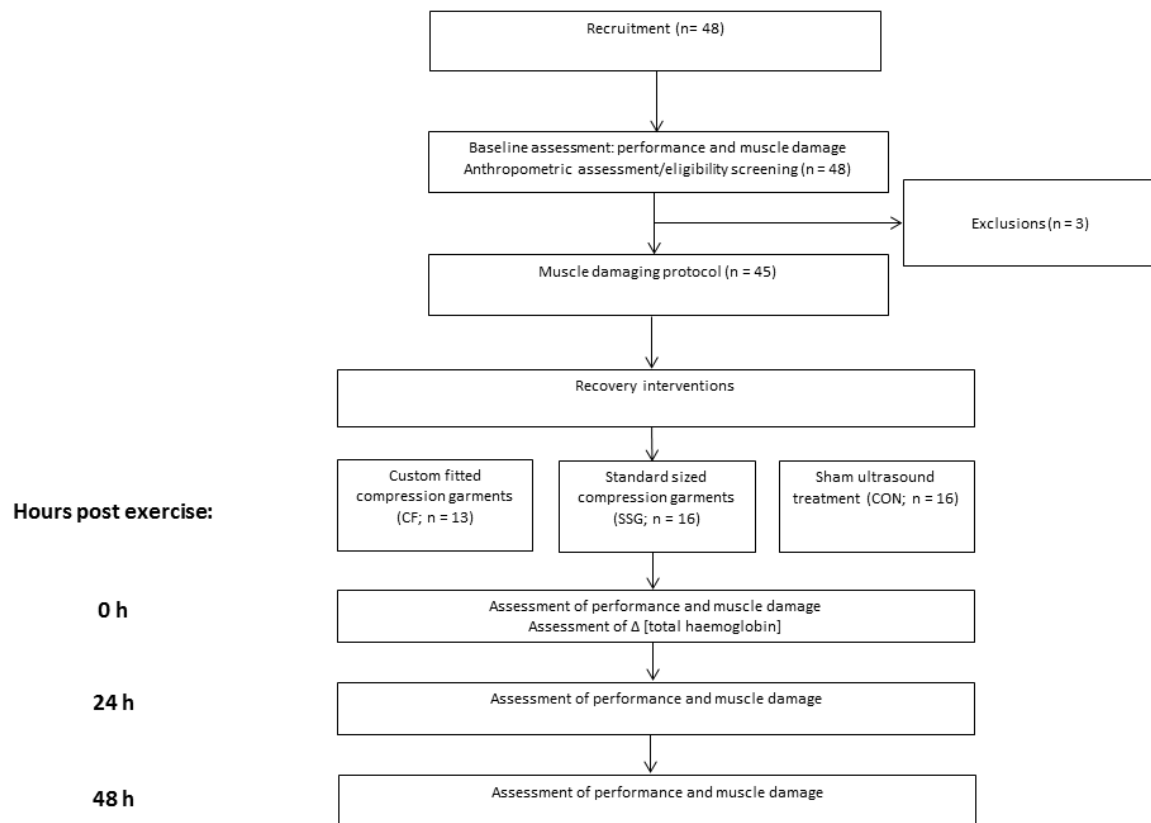 Recruitment (n= 48)
Baseline assessment: performance and muscle damage
Anthropometric assessment/eligibility screening (n = 48)
Exclusions (n = 3)
Muscle damaging protocol (n = 45)
Recovery interventions
Custom fitted
compression garments
(CF; n = 13)
Standard sized
compression garments
(SSG; n = 16)
Sham ultrasound
treatment (CON; n = 16)
Hours post exercise:
0 h
Assessment of performance and muscle damage
Assessment of Δ [total haemoglobin]
24 h
Assessment of performance and muscle damage
48 h
Assessment of performance and muscle damage